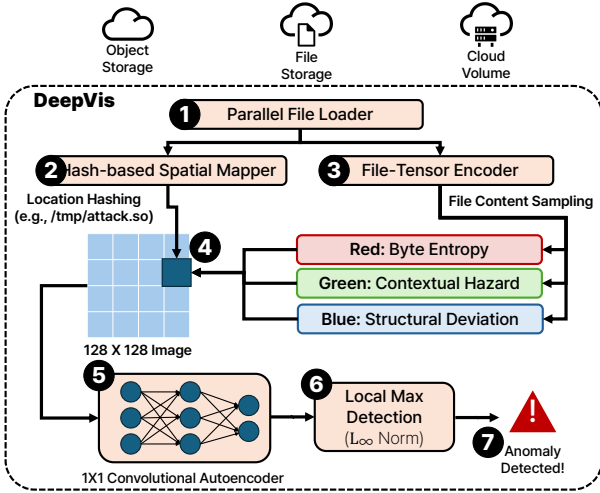 Object
Storage
File
Storage
Cloud
Volume
DeepVis
1
Parallel File Loader
2
Hash-based Spatial Mapper
3
File-Tensor Encoder
Location Hashing
(e.g., /tmp/attack.so)
File Content Sampling
4
Red: Byte Entropy
Green: Contextual Hazard
Blue: Structural Deviation
128 X 128 Image
5
6
Local Max
Detection
(L∞ Norm)
!
7
Anomaly
Detected!
1X1 Convolutional Autoencoder